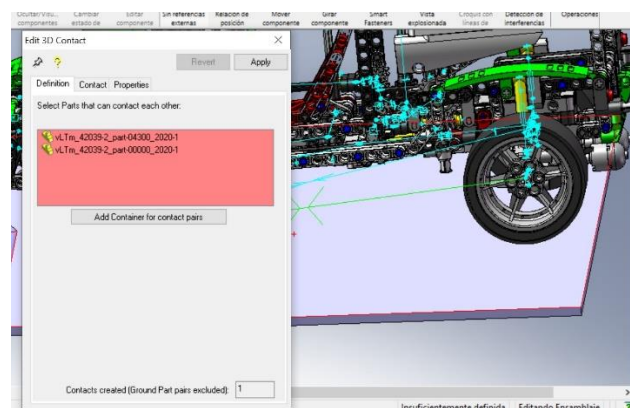 Ocultar/Visu... Cambiar Editar Sin referencias Relación de Mover Girar Smart Vista Croquis con Detección de Operaciones
componentes estado de componente externas posición componente componente Fasteners explosionada líneas de interferencias
Edit 3D Contact
Revert Apply
Definition Contact Properties
Select Parts that can contact each other:
vLTm_42039-2_part-04300_2020-1
vLTm_42039-2_part-00000_2020-1
Add Container for contact pairs
Contacts created (Ground Part pairs excluded): 1
Insuficientemente definida Editando Ensamblaje